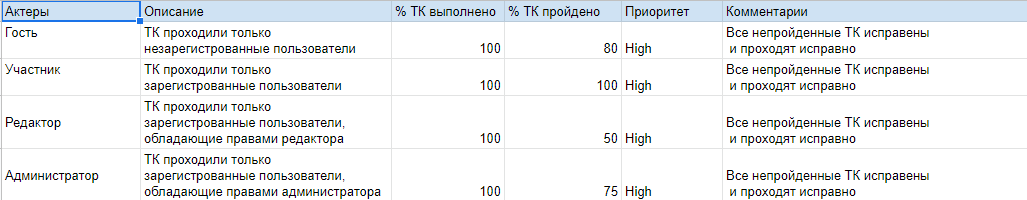 Актеры Описание % ТК выполнено % ТК пройдено Приоритет Комментарии
Гость ТК проходили только Все непройденные ТК исправены
незарегистрованные пользователи 100 80 High и проходят исправно
Участник ТК проходили только Все непройденные ТК исправены
зарегистрованные пользователи 100 100 High и проходят исправно
ТК проходили только
Редактор зарегистрованные пользователи, Все непройденные ТК исправены
обладающие правами редактора 100 50 High и проходят исправно
ТК проходили только
Администратор зарегистрованные пользователи, Все непройденные ТК исправены
обладающие правами администратора 100 75 High и проходят исправно